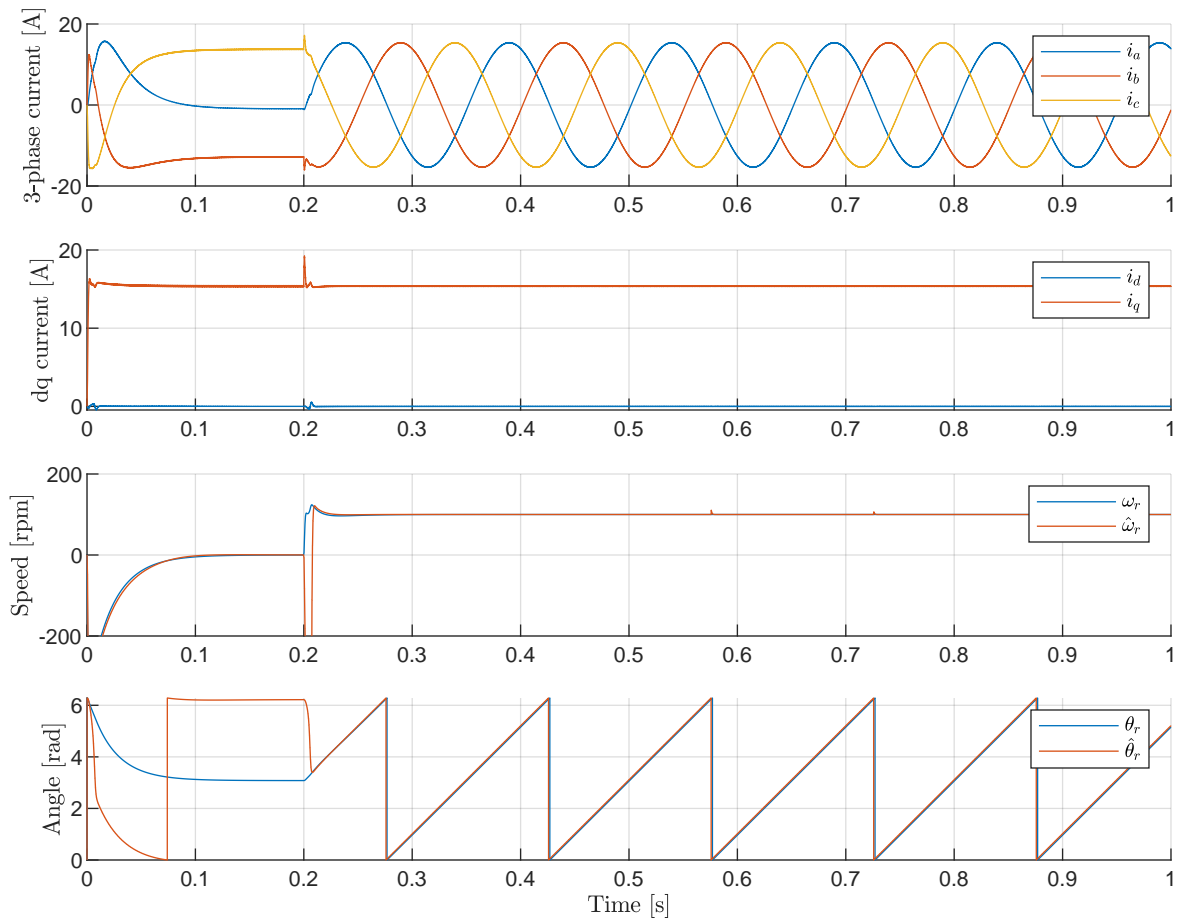 3-phase current [A]
20
0
-20
i_a
i_b
i_c
0 0.1 0.2 0.3 0.4 0.5 0.6 0.7 0.8 0.9 1
dq current [A]
20
10
0
i_d
i_q
0 0.1 0.2 0.3 0.4 0.5 0.6 0.7 0.8 0.9 1
Speed [rpm]
200
0
-200
ω_r
ω̂_r
0 0.1 0.2 0.3 0.4 0.5 0.6 0.7 0.8 0.9 1
Angle [rad]
6
4
2
0
θ_r
θ̂_r
0 0.1 0.2 0.3 0.4 0.5 0.6 0.7 0.8 0.9 1
Time [s]